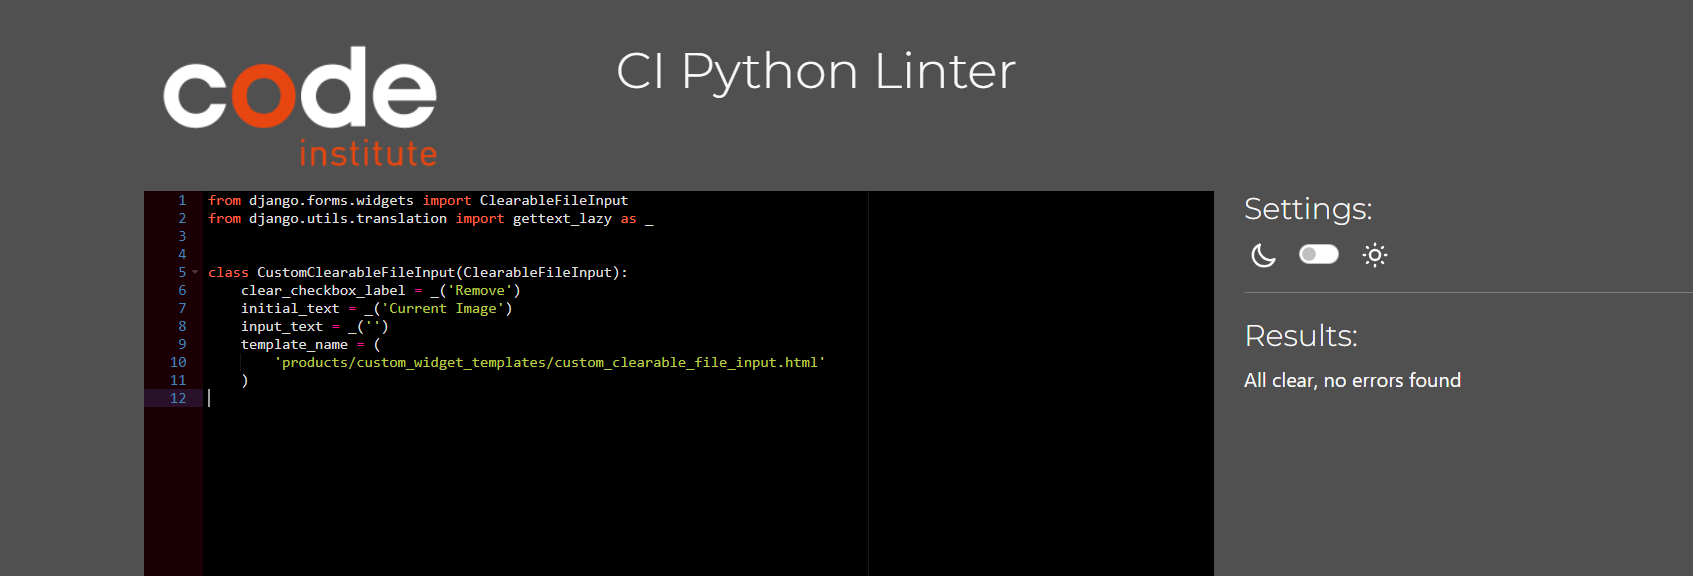 code
institute
CI Python Linter
1 from django.forms.widgets import ClearableFileInput
2 from django.utils.translation import gettext_lazy as _
3
4
5 class CustomClearableFileInput(ClearableFileInput):
6     clear_checkbox_label = _('Remove')
7     initial_text = _('Current Image')
8     input_text = _('')
9     template_name = (
10         'products/custom_widget_templates/custom_clearable_file_input.html'
11     )
12
Settings:
Results:
All clear, no errors found